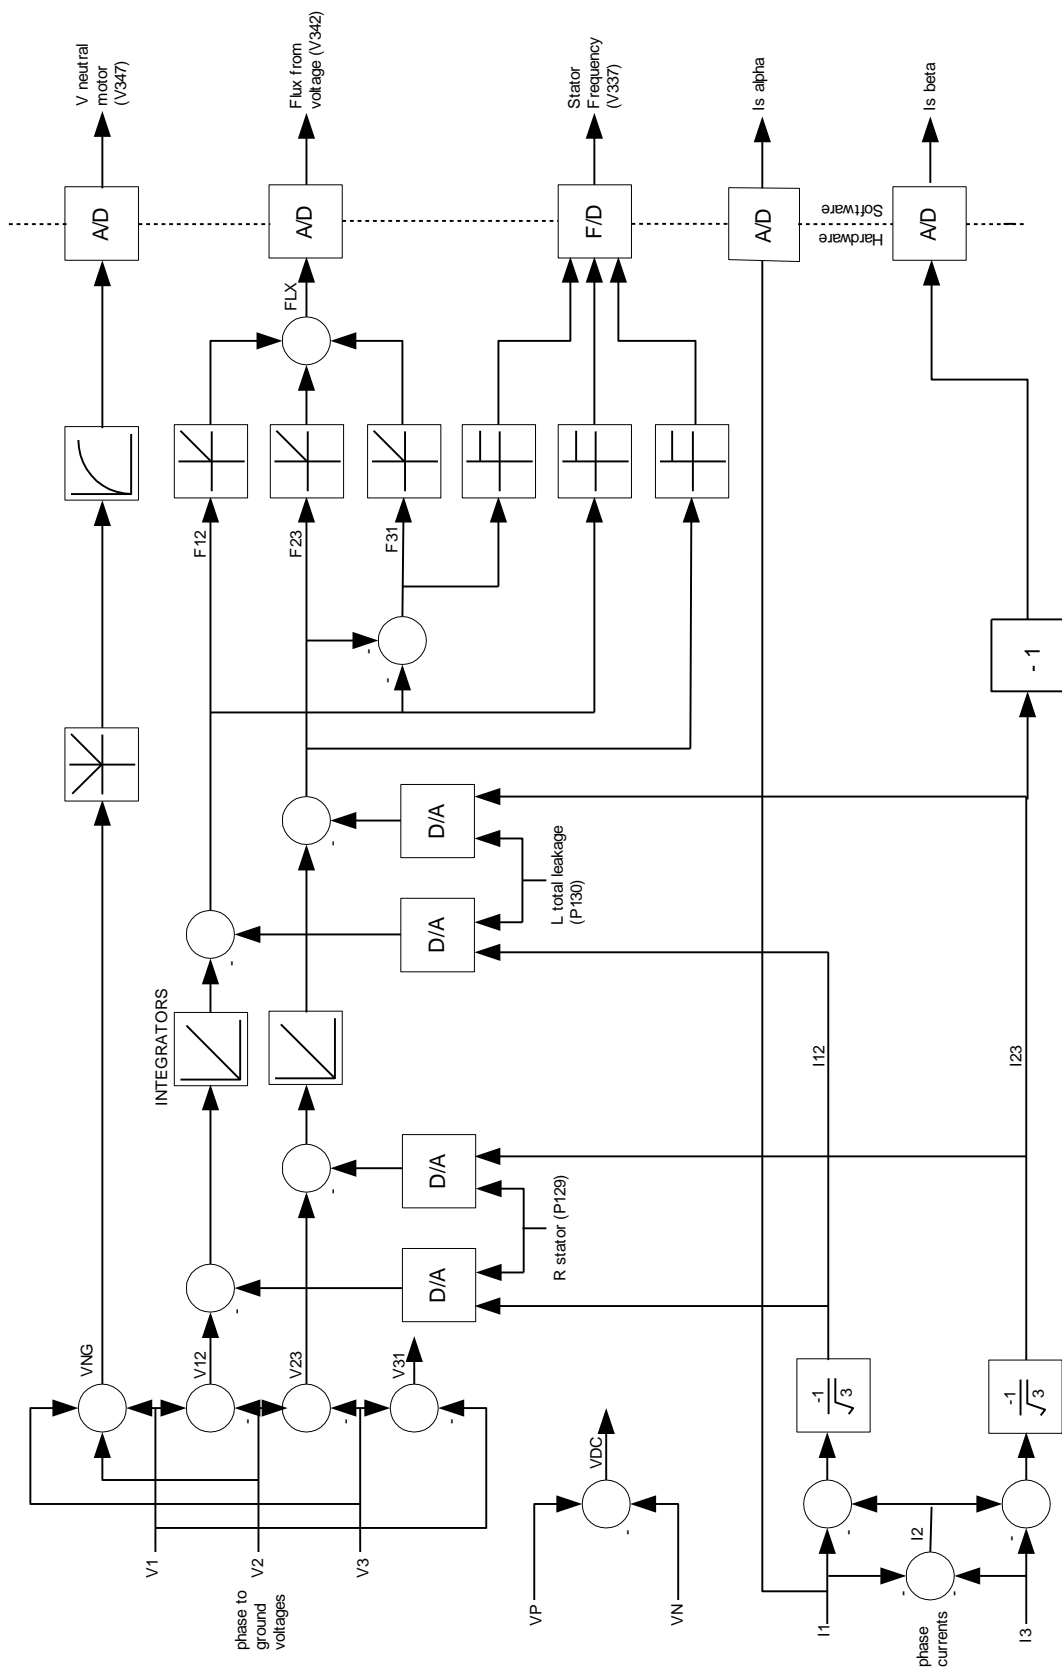 V neutral
motor
(V347)
Flux from
voltage (V342)
Stator
Frequency
(V337)
Is alpha
Is beta
A/D
A/D
F/D
A/D
A/D
Software
Hardware
FLX
F12
F23
F31
-
-
- 1
INTEGRATORS
-
-
D/A
D/A
L total leakage
(P130)
I12
I23
-
-
D/A
D/A
R stator (P129)
VNG
V12
V23
V31
-
-
-
V1
V2
V3
phase to
ground
voltages
VDC
-
VP
VN
-1
√3
-1
√3
-
-
I2
-
-
I1
I3
phase
currents